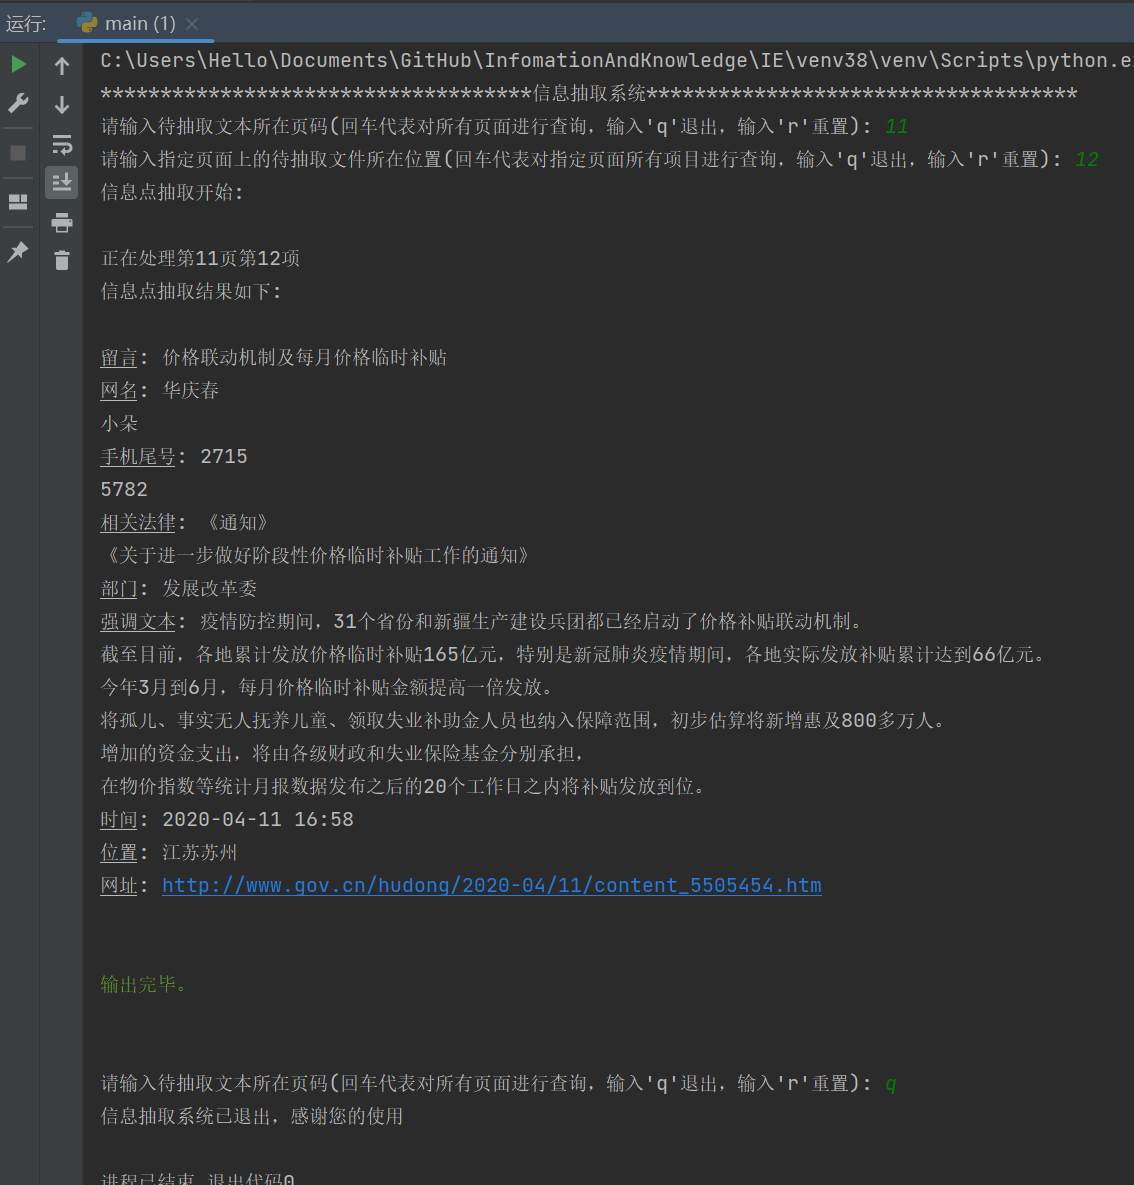 运行: main (1)
C:\Users\Hello\Documents\GitHub\InfomationAndKnowledge\IE\venv38\venv\Scripts\python.e
************************************信息抽取系统************************************
请输入待抽取文本所在页码(回车代表对所有页面进行查询，输入'q'退出，输入'r'重置): 11
请输入指定页面上的待抽取文件所在位置(回车代表对指定页面所有项目进行查询，输入'q'退出，输入'r'重置): 12
信息点抽取开始:
正在处理第11页第12项
信息点抽取结果如下:
留言: 价格联动机制及每月价格临时补贴
网名: 华庆春
小朵
手机尾号: 2715
5782
相关法律: 《通知》
《关于进一步做好阶段性价格临时补贴工作的通知》
部门: 发展改革委
强调文本: 疫情防控期间，31个省份和新疆生产建设兵团都已经启动了价格补贴联动机制。
截至目前，各地累计发放价格临时补贴165亿元，特别是新冠肺炎疫情期间，各地实际发放补贴累计达到66亿元。
今年3月到6月，每月价格临时补贴金额提高一倍发放。
将孤儿、事实无人抚养儿童、领取失业补助金人员也纳入保障范围，初步估算将新增惠及800多万人。
增加的资金支出，将由各级财政和失业保险基金分别承担，
在物价指数等统计月报数据发布之后的20个工作日之内将补贴发放到位。
时间: 2020-04-11 16:58
位置: 江苏苏州
网址: http://www.gov.cn/hudong/2020-04/11/content_5505454.htm
输出完毕。
请输入待抽取文本所在页码(回车代表对所有页面进行查询，输入'q'退出，输入'r'重置): q
信息抽取系统已退出，感谢您的使用
进程已结束，退出代码0